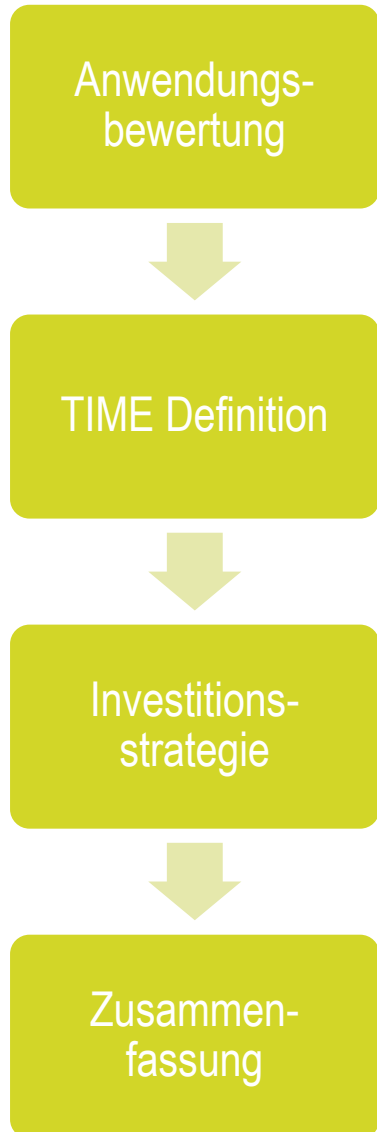 Anwendungs-
bewertung
TIME Definition
Investitions-
strategie
Zusammen-
fassung